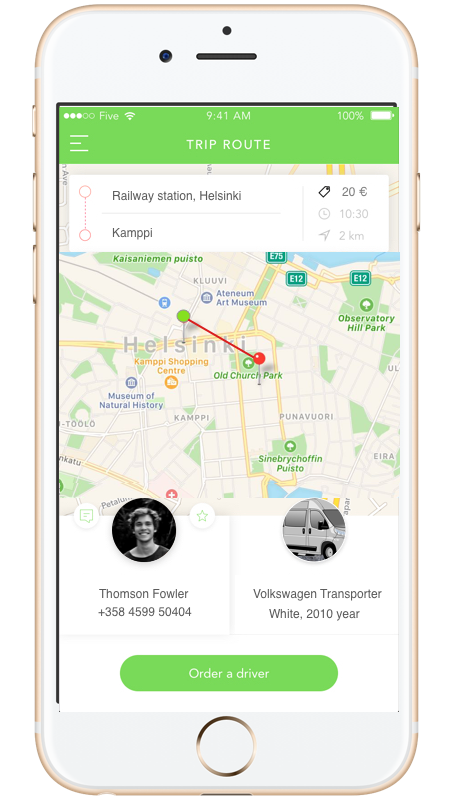 Five
9:41 AM
100%
TRIP ROUTE
Railway station, Helsinki
Kamppi
20 €
10:30
2 km
Kaisaniemen puisto
E75
E12
E12
KLUUVI
Ateneum
Art Museum
Observatory
Hill Park
Helsinki
Kamppi Shopping
Centre
Old Church Park
Museum of
Natural History
KAMPPI
PUNAVUORI
-TÖÖLÖ
EIRA
Sinebrychoffin
Puisto
nkatu
Petalu
Thomson Fowler
+358 4599 50404
Volkswagen Transporter
White, 2010 year
Order a driver